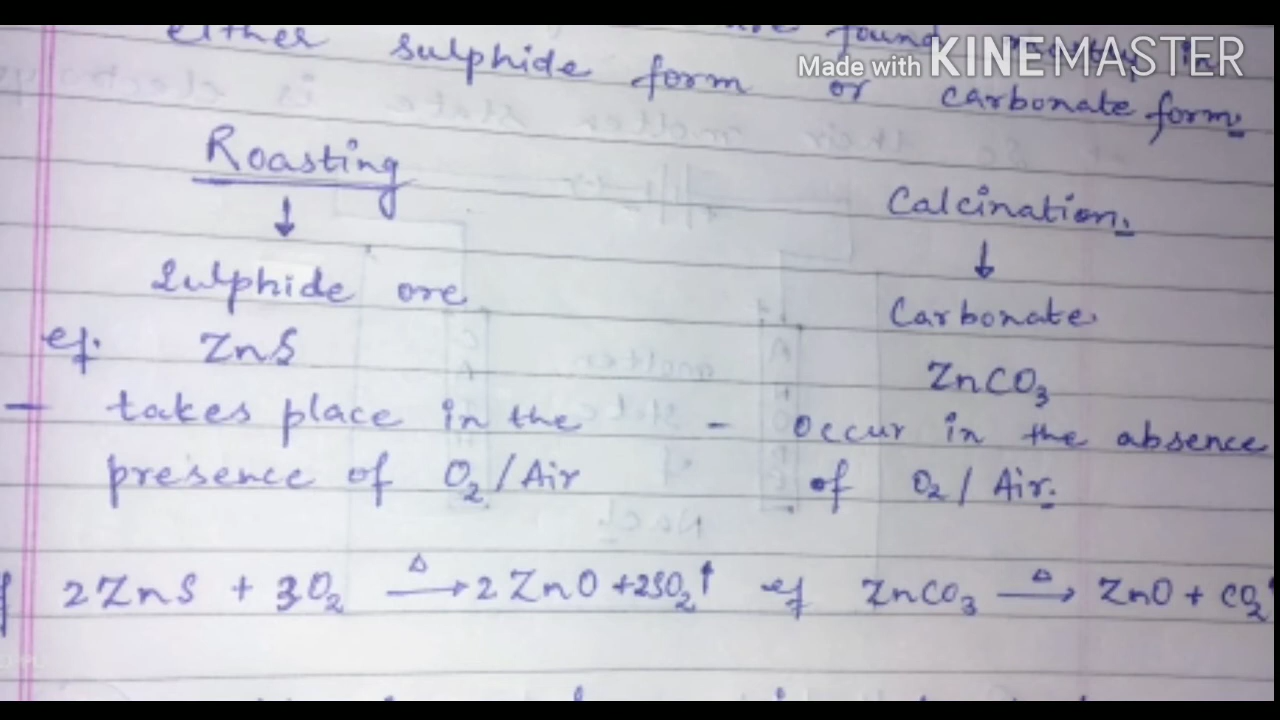 either sulphide form or carbonate form.
found
Made with KINEMASTER
Roasting
↓
Sulphide ore
eg. ZnS
- takes place in the
presence of O₂/Air
2ZnS + 3O₂ —Δ→ 2ZnO + 2SO₂↑
Calcination.
↓
Carbonate
ZnCO₃
- occur in the absence
of O₂/Air.
eg ZnCO₃ —Δ→ ZnO + CO₂↑